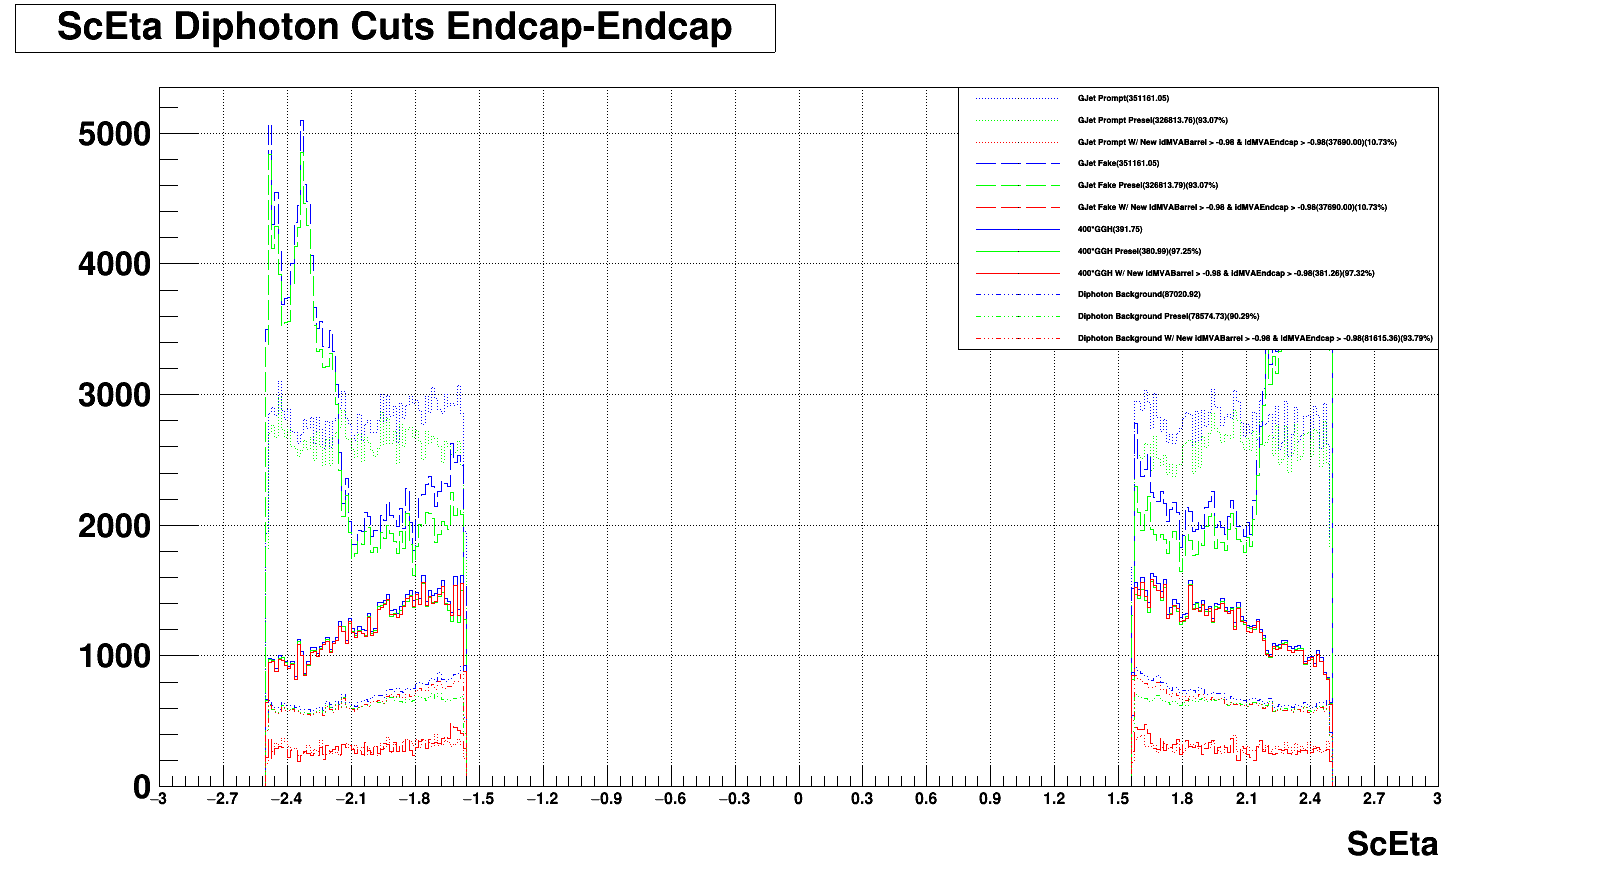 ScEta Diphoton Cuts Endcap-Endcap
GJet Prompt(351161.05)
GJet Prompt Presel(326813.76)(93.07%)
GJet Prompt W/ New idMVABarrel > -0.98 & idMVAEndcap > -0.98(37690.00)(10.73%)
GJet Fake(351161.05)
GJet Fake Presel(326813.79)(93.07%)
GJet Fake W/ New idMVABarrel > -0.98 & idMVAEndcap > -0.98(37690.00)(10.73%)
400*GGH(391.75)
400*GGH Presel(380.99)(97.25%)
400*GGH W/ New idMVABarrel > -0.98 & idMVAEndcap > -0.98(381.26)(97.32%)
Diphoton Background(87020.92)
Diphoton Background Presel(78574.73)(90.29%)
Diphoton Background W/ New idMVABarrel > -0.98 & idMVAEndcap > -0.98(81615.36)(93.79%)
5000
4000
3000
2000
1000
0
−3 −2.7 −2.4 −2.1 −1.8 −1.5 −1.2 −0.9 −0.6 −0.3 0 0.3 0.6 0.9 1.2 1.5 1.8 2.1 2.4 2.7 3
ScEta